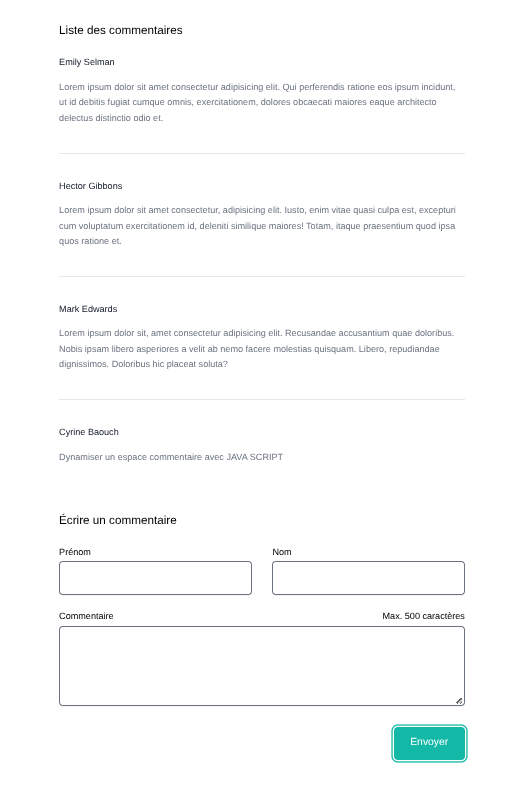 Liste des commentaires
Emily Selman
Lorem ipsum dolor sit amet consectetur adipisicing elit. Qui perferendis ratione eos ipsum incidunt,
ut id debitis fugiat cumque omnis, exercitationem, dolores obcaecati maiores eaque architecto
delectus distinctio odio et.
Hector Gibbons
Lorem ipsum dolor sit amet consectetur, adipisicing elit. Iusto, enim vitae quasi culpa est, excepturi
cum voluptatum exercitationem id, deleniti similique maiores! Totam, itaque praesentium quod ipsa
quos ratione et.
Mark Edwards
Lorem ipsum dolor sit, amet consectetur adipisicing elit. Recusandae accusantium quae doloribus.
Nobis ipsam libero asperiores a velit ab nemo facere molestias quisquam. Libero, repudiandae
dignissimos. Doloribus hic placeat soluta?
Cyrine Baouch
Dynamiser un espace commentaire avec JAVA SCRIPT
Écrire un commentaire
Prénom Nom
Commentaire Max. 500 caractères
Envoyer